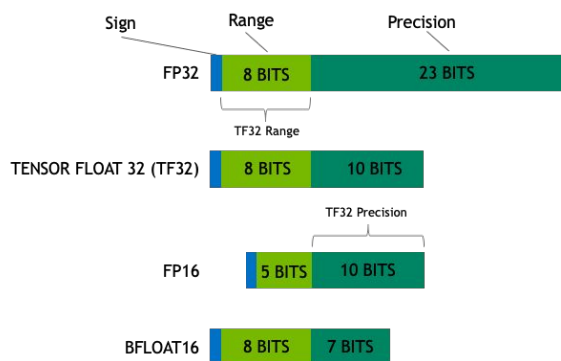 Sign Range Precision
FP32 8 BITS 23 BITS
TF32 Range
TENSOR FLOAT 32 (TF32) 8 BITS 10 BITS
TF32 Precision
FP16 5 BITS 10 BITS
BFLOAT16 8 BITS 7 BITS